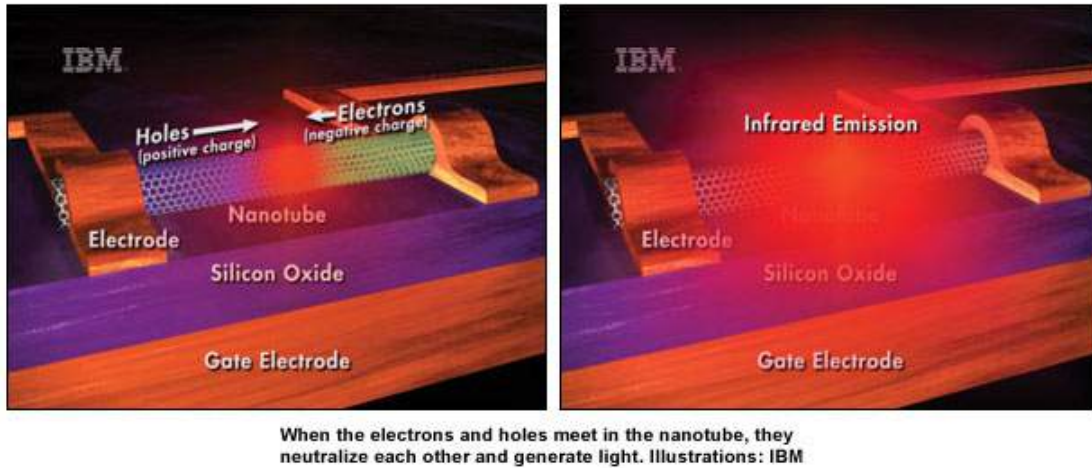 IBM
Holes
(positive charge)
Electrons
(negative charge)
Nanotube
Electrode
Silicon Oxide
Gate Electrode
IBM
Infrared Emission
Nanotube
Electrode
Silicon Oxide
Gate Electrode
When the electrons and holes meet in the nanotube, they
neutralize each other and generate light. Illustrations: IBM